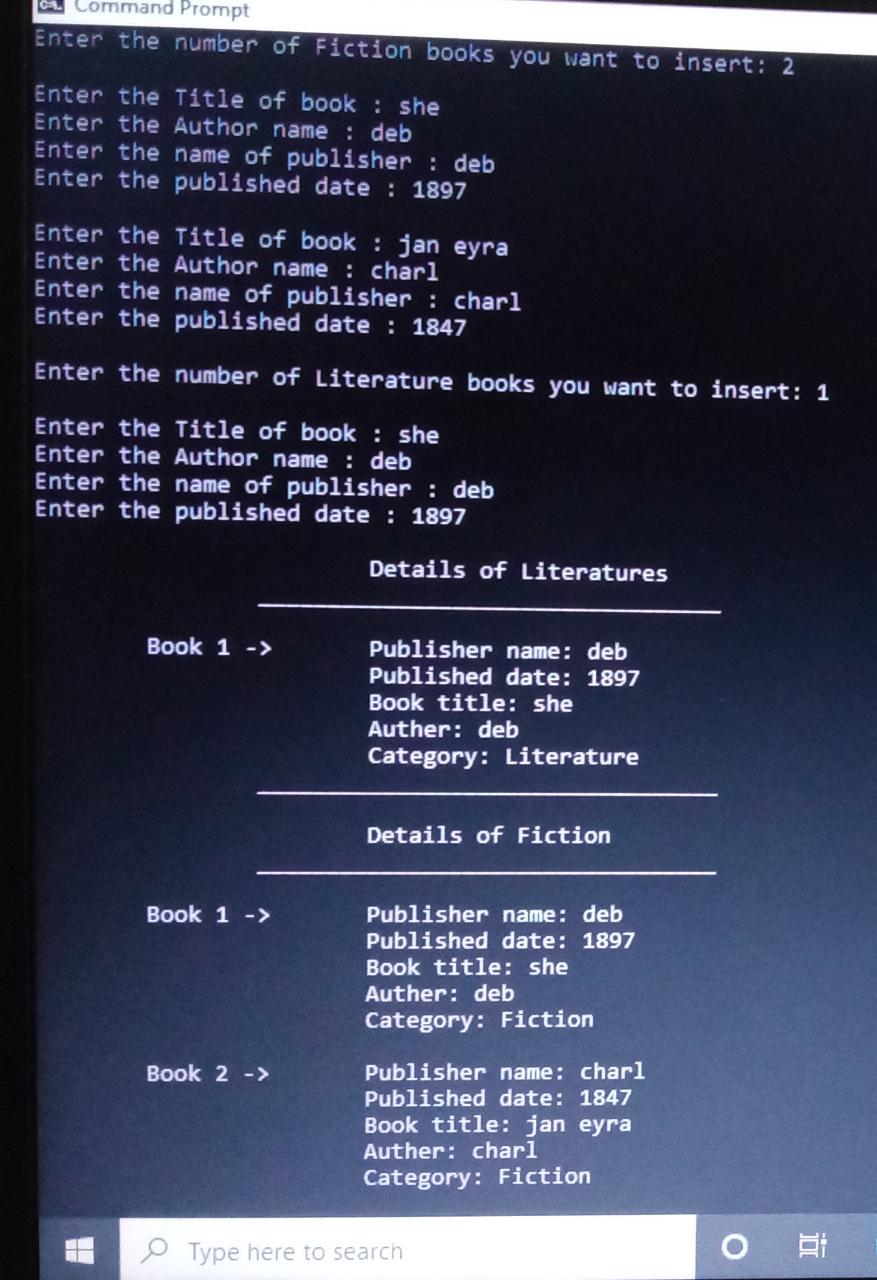 Command Prompt
Enter the number of Fiction books you want to insert: 2
Enter the Title of book : she
Enter the Author name : deb
Enter the name of publisher : deb
Enter the published date : 1897
Enter the Title of book : jan eyra
Enter the Author name : charl
Enter the name of publisher : charl
Enter the published date : 1847
Enter the number of Literature books you want to insert: 1
Enter the Title of book : she
Enter the Author name : deb
Enter the name of publisher : deb
Enter the published date : 1897
Details of Literatures
Book 1 -> Publisher name: deb
Published date: 1897
Book title: she
Auther: deb
Category: Literature
Details of Fiction
Book 1 -> Publisher name: deb
Published date: 1897
Book title: she
Auther: deb
Category: Fiction
Book 2 -> Publisher name: charl
Published date: 1847
Book title: jan eyra
Auther: charl
Category: Fiction
Type here to search